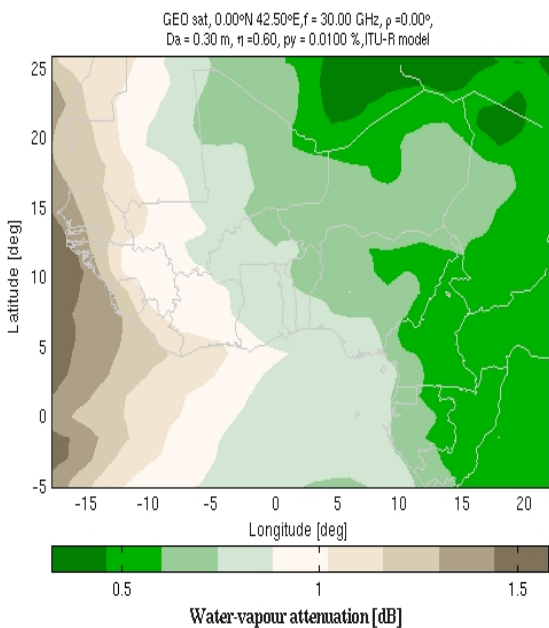 GEO sat, 0.00ºN 42.50ºE,f = 30.00 GHz, ρ =0.00º,
Da = 0.30 m, η =0.60, py = 0.0100 %,ITU-R model
25
20
15
10
5
0
-5
Latitude [deg]
-15 -10 -5 0 5 10 15 20
Longitude [deg]
0.5 1 1.5
Water-vapour attenuation [dB]